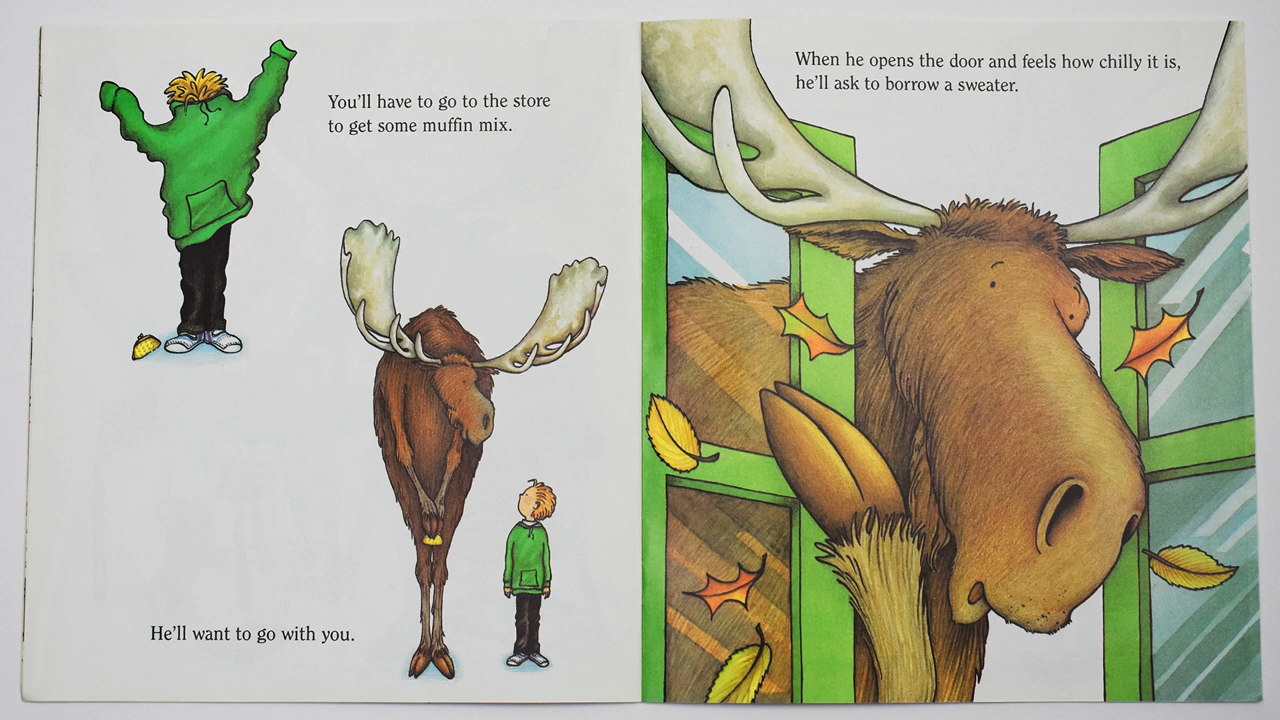 You'll have to go to the store
to get some muffin mix.
He'll want to go with you.
When he opens the door and feels how chilly it is,
he'll ask to borrow a sweater.